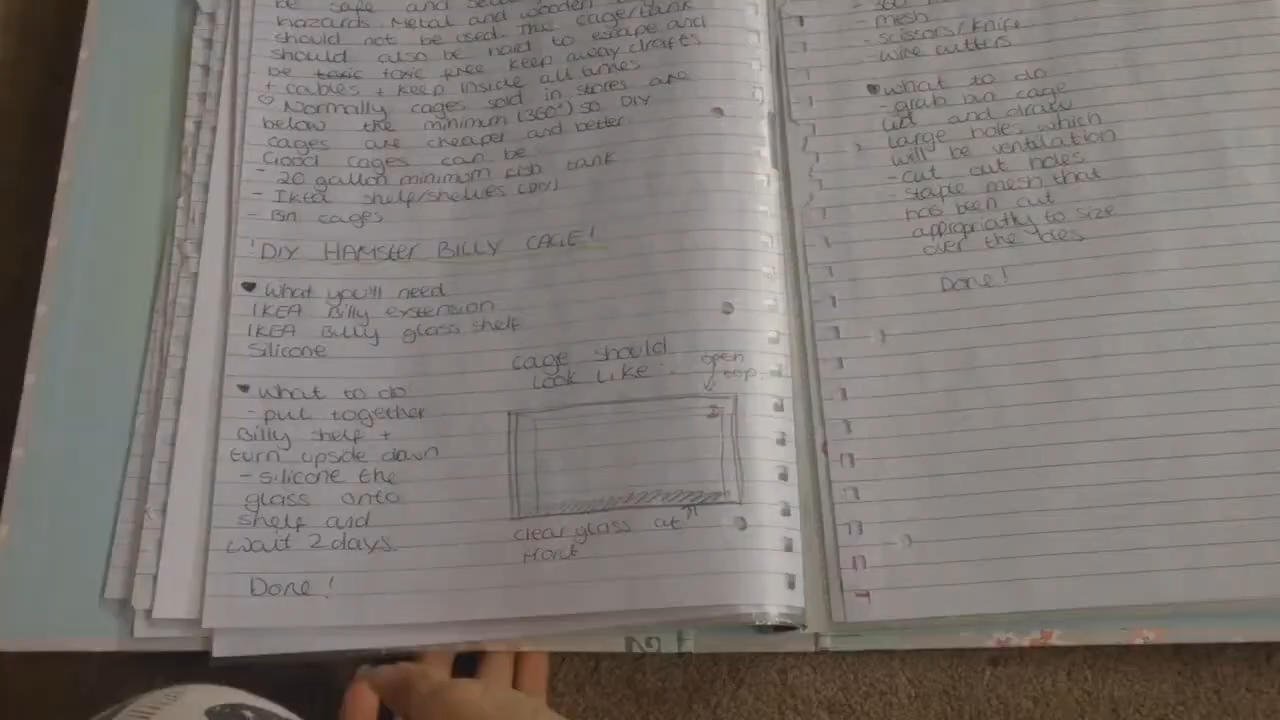 be safe and
hazards. Metal and wooden
should not be used. The cage/tank
should also be hard to escape and
be toxic toxic free keep away drafts
+ cables + keep inside all times
Normally cages sold in stores are
below the minimum (360") so DIY
cages are cheaper and better
Good cages can be
- 20 gallon minimum fish tank
- Ikea shelf/shelves (DIY)
- Bin cages
!DIY HAMSTER BILLY CAGE!
♥ What you'll need
IKEA Billy extension
IKEA Billy glass shelf
Silicone
♥ What to do
- put together
Billy shelf +
turn upside down
- silicone the
glass onto
shelf and
wait 2 days.
Done!
cage should
look like...
open
top.
clear glass at
front
- mesh
- scissors/knife
- wire cutters
♥ what to do
- grab bin cage
lid and draw
large holes which
will be ventilation
- cut out holes
- staple mesh that
has been cut
appropriatly to size
over the holes
Done!